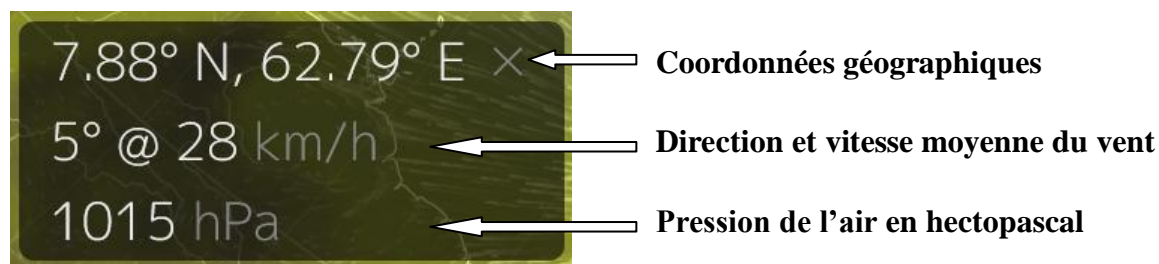 7.88° N, 62.79° E ×
Coordonnées géographiques
5° @ 28 km/h
Direction et vitesse moyenne du vent
1015 hPa
Pression de l’air en hectopascal